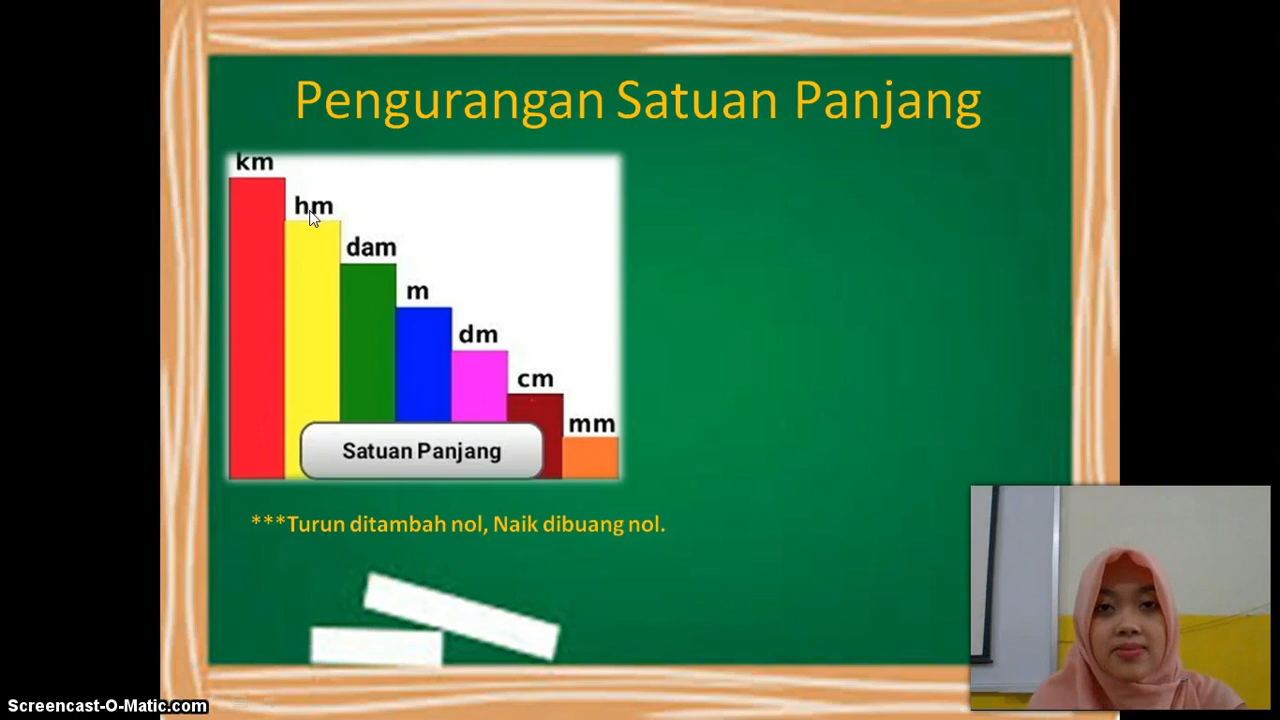 Pengurangan Satuan Panjang
km
hm
dam
m
dm
cm
mm
Satuan Panjang
***Turun ditambah nol, Naik dibuang nol.
Screencast-O-Matic.com